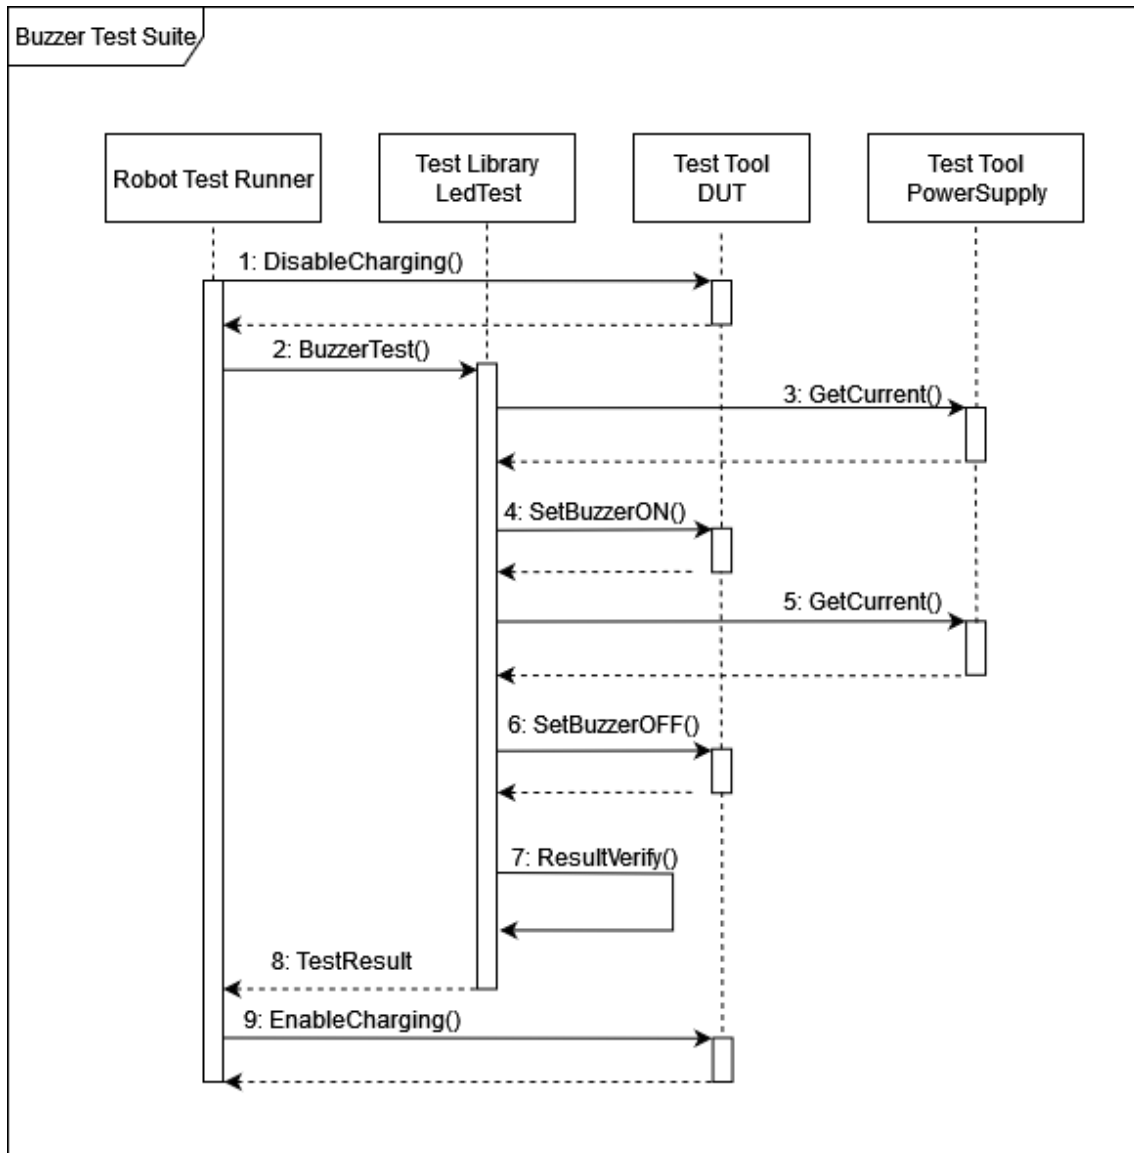 Buzzer Test Suite
Robot Test Runner
Test Library
LedTest
Test Tool
DUT
Test Tool
PowerSupply
1: DisableCharging()
2: BuzzerTest()
3: GetCurrent()
4: SetBuzzerON()
5: GetCurrent()
6: SetBuzzerOFF()
7: ResultVerify()
8: TestResult
9: EnableCharging()